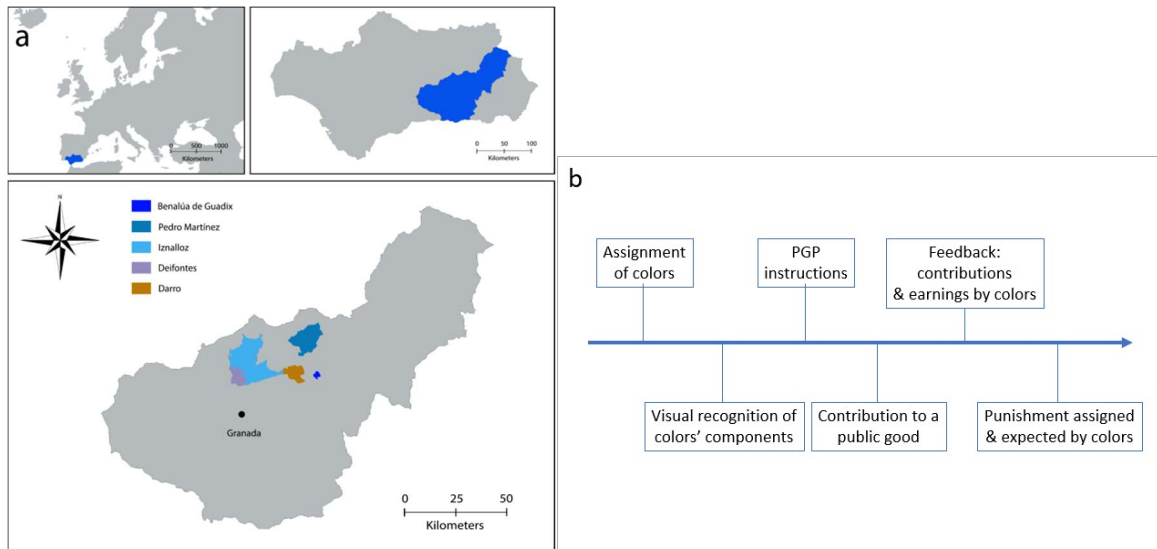 a
0 500 1000
Kilometers
0 50 100
Kilometers
N
Benalúa de Guadix
Pedro Martínez
Iznalloz
Deifontes
Darro
Granada
0 25 50
Kilometers
b
Assignment
of colors
PGP
instructions
Feedback:
contributions
& earnings by colors
Visual recognition of
colors’ components
Contribution to a
public good
Punishment assigned
& expected by colors